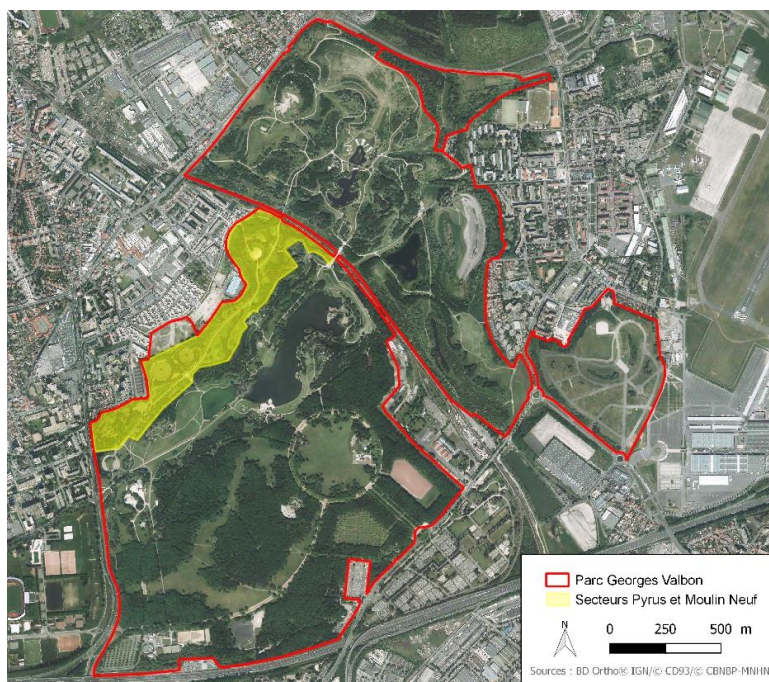 Parc Georges Valbon
Secteurs Pyrus et Moulin Neuf
N
0 250 500 m
Sources : BD Ortho® IGN/© CD93/© CBNBP-MNHN